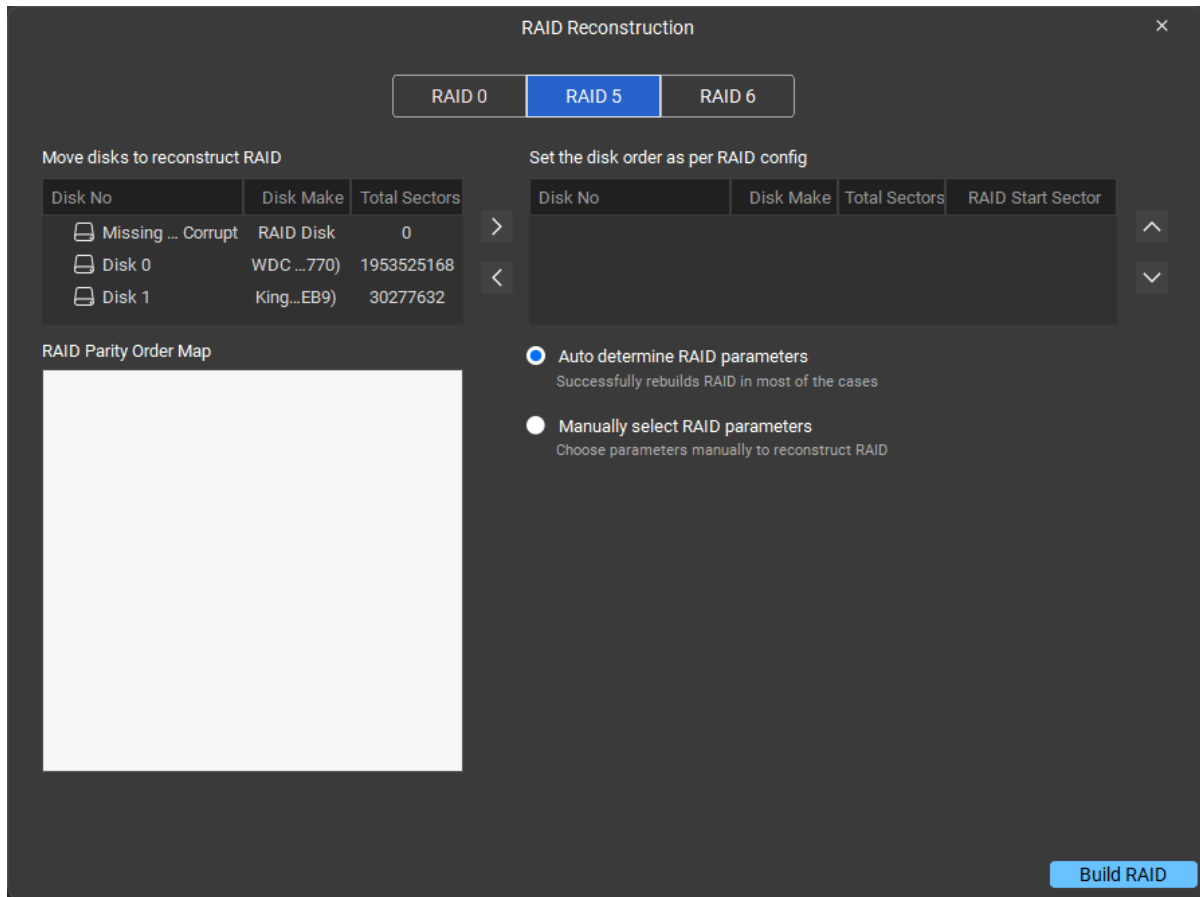 RAID Reconstruction
RAID 0 RAID 5 RAID 6
Move disks to reconstruct RAID
Disk No Disk Make Total Sectors
Missing ... Corrupt RAID Disk 0
Disk 0 WDC ...770) 1953525168
Disk 1 King...EB9) 30277632
Set the disk order as per RAID config
Disk No Disk Make Total Sectors RAID Start Sector
RAID Parity Order Map
Auto determine RAID parameters
Successfully rebuilds RAID in most of the cases
Manually select RAID parameters
Choose parameters manually to reconstruct RAID
Build RAID